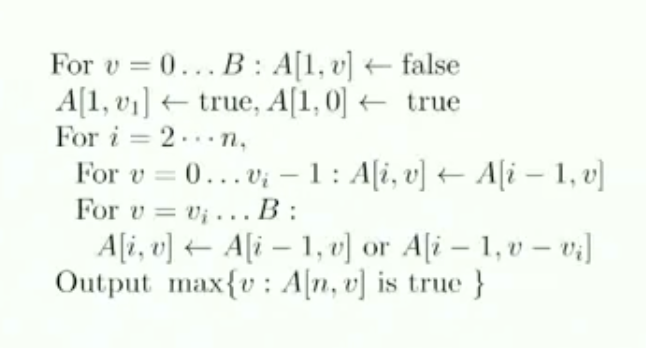 For v = 0 … B : A[1, v] ← false
A[1, v₁] ← true, A[1, 0] ← true
For i = 2 ⋯ n,
For v = 0 … vᵢ − 1 : A[i, v] ← A[i − 1, v]
For v = vᵢ … B :
A[i, v] ← A[i − 1, v] or A[i − 1, v − vᵢ]
Output max{v : A[n, v] is true }